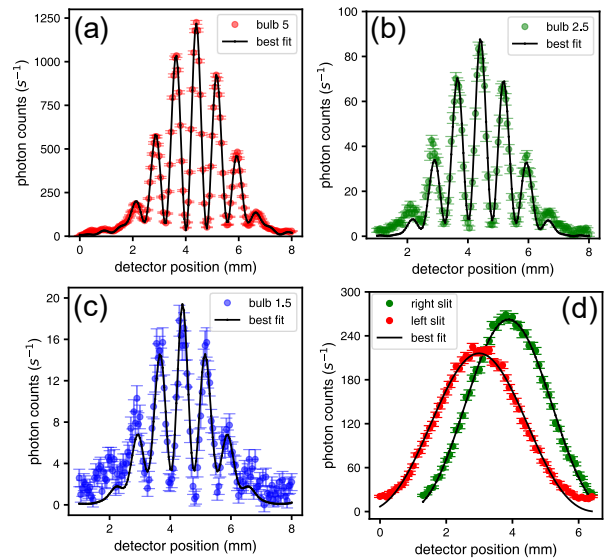 (a)
bulb 5
best fit
photon counts (s⁻¹)
1250
1000
750
500
250
0
0 2 4 6 8
detector position (mm)
(b)
bulb 2.5
best fit
photon counts (s⁻¹)
100
80
60
40
20
0
2 4 6 8
detector position (mm)
(c)
bulb 1.5
best fit
photon counts (s⁻¹)
20
16
12
8
4
0
2 4 6 8
detector position (mm)
(d)
right slit
left slit
best fit
photon counts (s⁻¹)
300
240
180
120
60
0
0 2 4 6
detector position (mm)